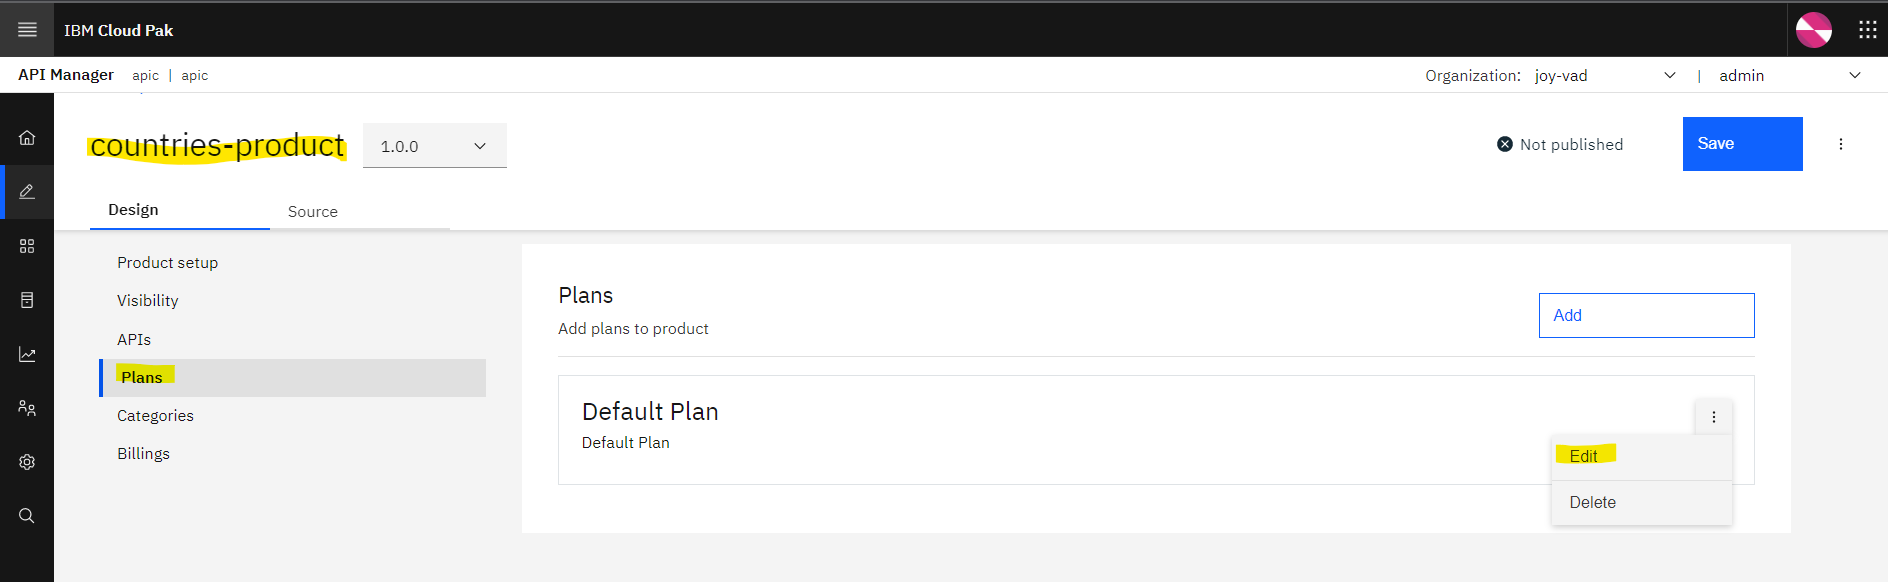 IBM Cloud Pak
API Manager apic | apic
Organization: joy-vad | admin
countries-product 1.0.0
Not published
Save
Design Source
Product setup
Visibility
APIs
Plans
Categories
Billings
Plans
Add plans to product
Add
Default Plan
Default Plan
Edit
Delete